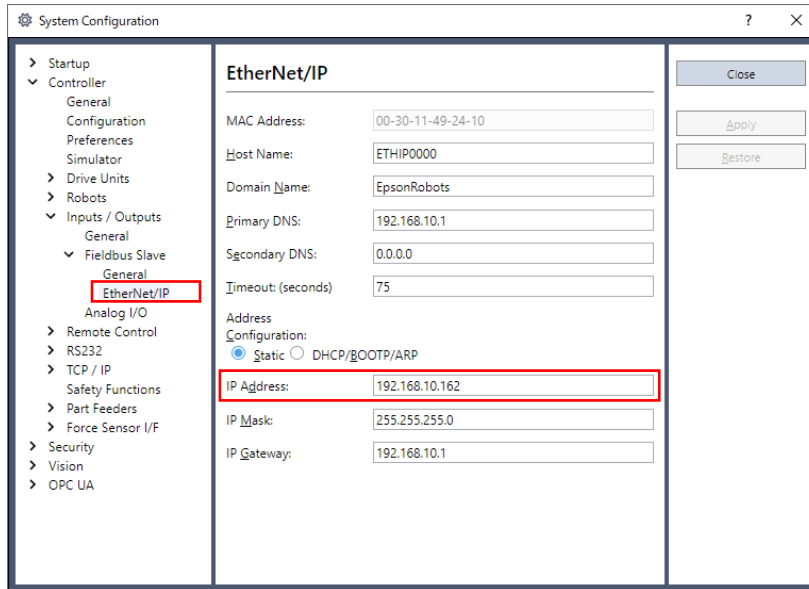 System Configuration
?
Startup
Controller
General
Configuration
Preferences
Simulator
Drive Units
Robots
Inputs / Outputs
General
Fieldbus Slave
General
EtherNet/IP
Analog I/O
Remote Control
RS232
TCP / IP
Safety Functions
Part Feeders
Force Sensor I/F
Security
Vision
OPC UA
EtherNet/IP
MAC Address: 00-30-11-49-24-10
Host Name: ETHIP0000
Domain Name: EpsonRobots
Primary DNS: 192.168.10.1
Secondary DNS: 0.0.0.0
Timeout: (seconds) 75
Address
Configuration:
Static DHCP/BOOTP/ARP
IP Address: 192.168.10.162
IP Mask: 255.255.255.0
IP Gateway: 192.168.10.1
Close
Apply
Restore